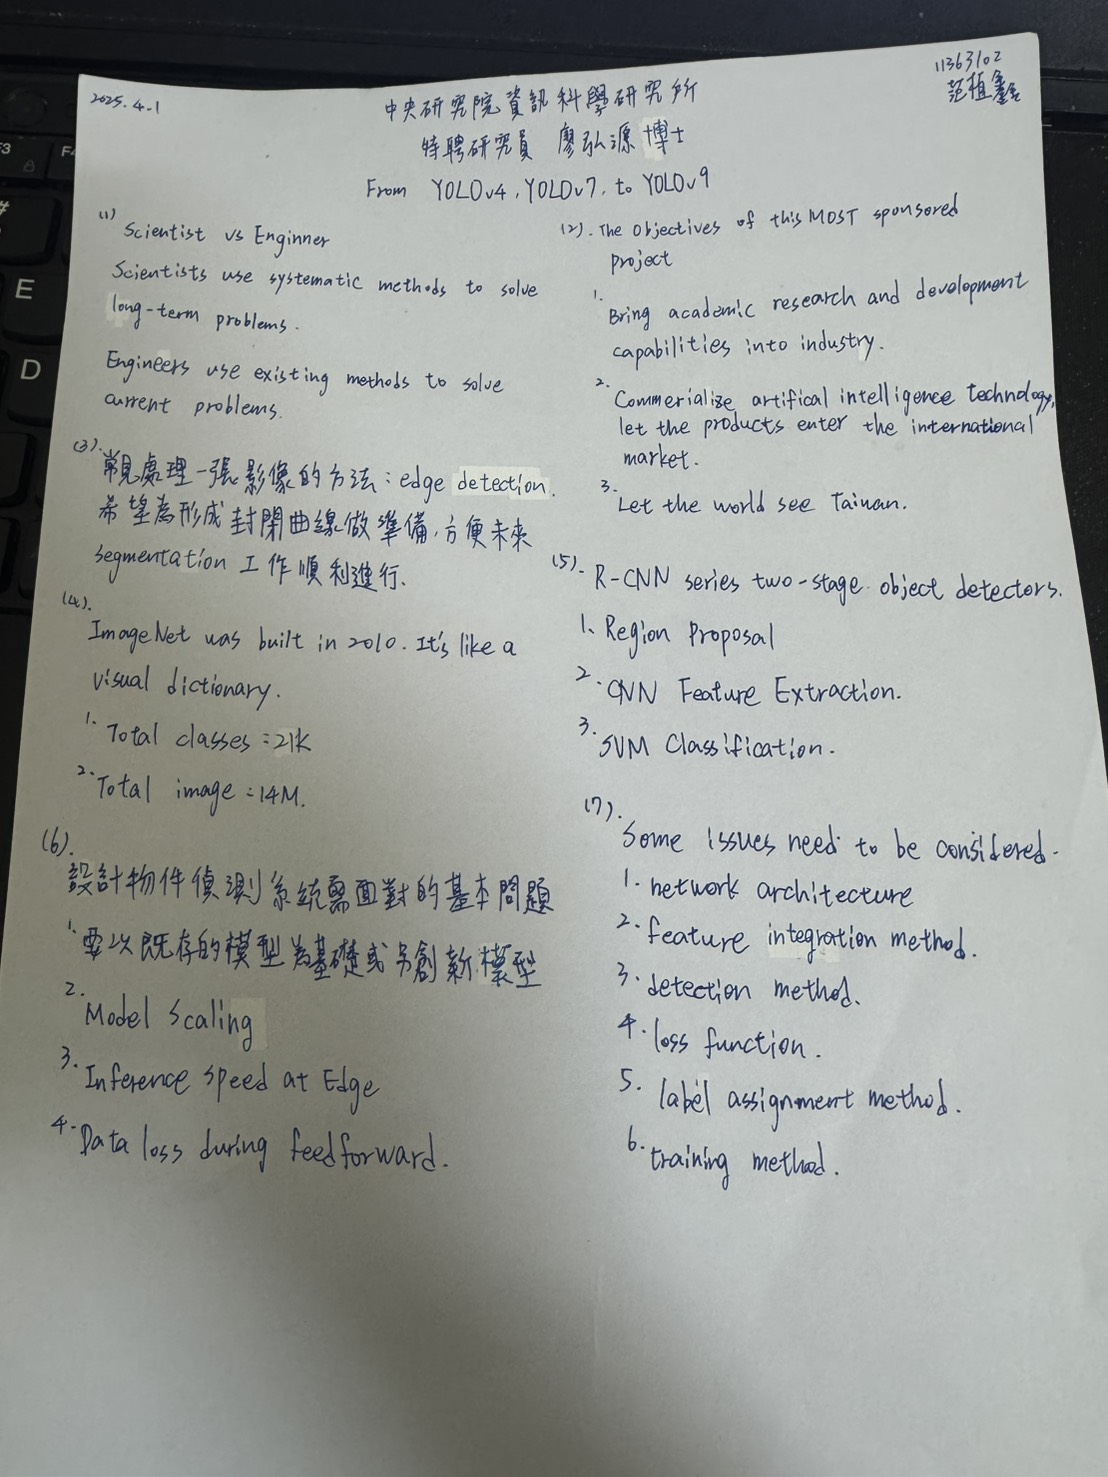 2025.4.1
11363102
范植鑫
中央研究院資訊科學研究所
特聘研究員 廖弘源 博士
From YOLOv4, YOLOv7, to YOLOv9
(1)
Scientist vs Enginner
Scientists use systematic methods to solve
long-term problems.
Engineers use existing methods to solve
current problems.
(2). The Objectives of this MOST sponsored
project
1. Bring academic research and development
capabilities into industry.
2. Commerialize artifical intelligence technology,
let the products enter the international
market.
3. Let the world see Taiwan.
(3). 常見處理一張影像的方法: edge detection.
希望為形成封閉曲線做準備,方便未來
segmentation 工作順利進行.
(4).
ImageNet was built in 2010. It's like a
visual dictionary.
1. Total classes = 21K
2. Total image = 14M.
(5). R-CNN series two-stage object detectors.
1. Region Proposal
2. CNN Feature Extraction.
3. SVM Classification.
(6).
設計物件偵測系統需面對的基本問題
1. 要以既存的模型為基礎或另創新模型
2. Model Scaling
3. Inference speed at Edge
4. Data loss during feedforward.
(7).
Some issues need to be considered.
1. network architecture
2. feature integration method.
3. detection method.
4. loss function.
5. label assignment method.
6. training method.
F3
F4
#
E
D